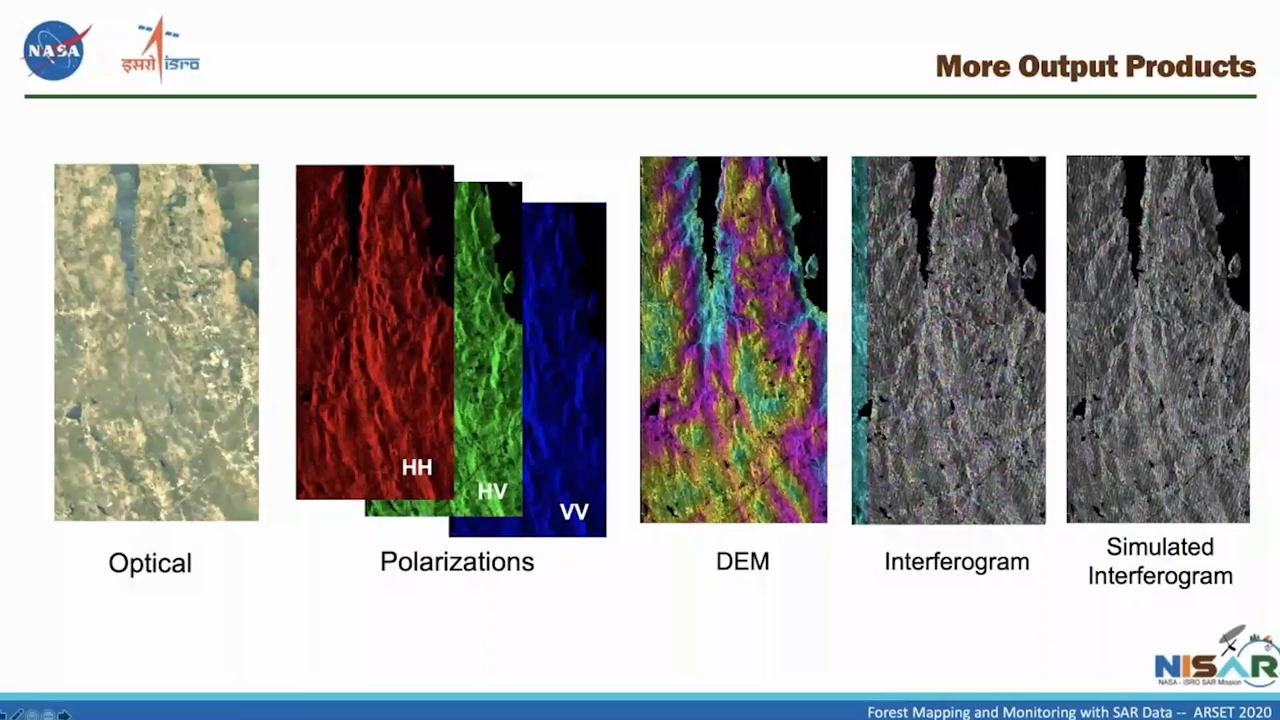 NASA
इसरो isro
More Output Products
HH
HV
VV
Optical
Polarizations
DEM
Interferogram
Simulated
Interferogram
NISAR
NASA - ISRO SAR Mission
Forest Mapping and Monitoring with SAR Data -- ARSET 2020